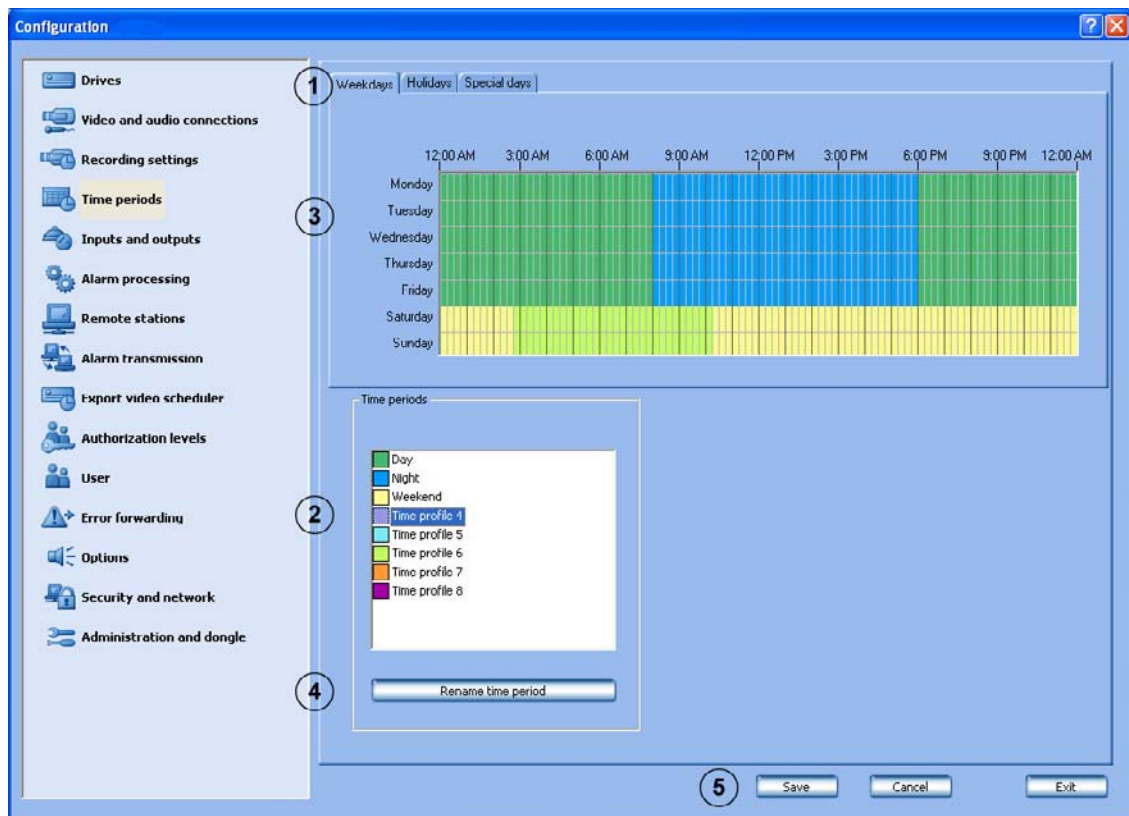 Configuration
Drives
Video and audio connections
Recording settings
Time periods
Inputs and outputs
Alarm processing
Remote stations
Alarm transmission
Export video scheduler
Authorization levels
User
Error forwarding
Options
Security and network
Administration and dongle
1
Weekdays Holidays Special days
12:00 AM 3:00 AM 6:00 AM 9:00 AM 12:00 PM 3:00 PM 6:00 PM 9:00 PM 12:00 AM
Monday
3
Tuesday
Wednesday
Thursday
Friday
Saturday
Sunday
Time periods
Day
Night
Weekend
2
Time profile 4
Time profile 5
Time profile 6
Time profile 7
Time profile 8
4
Rename time period
5
Save Cancel Exit